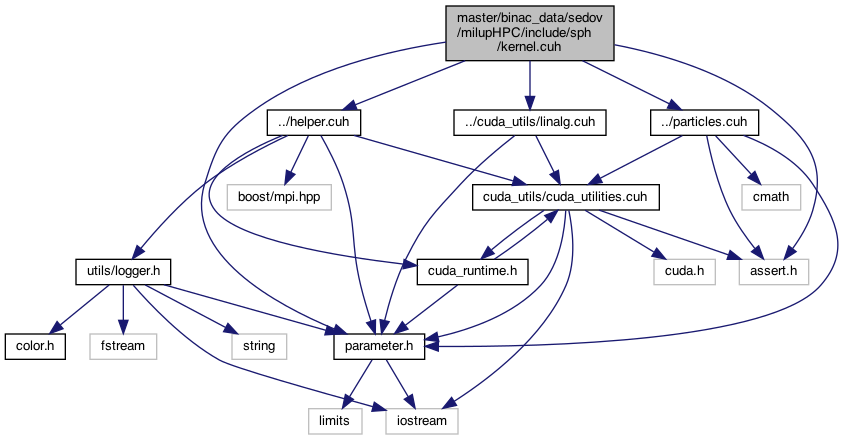 master/binac_data/sedov
/milupHPC/include/sph
/kernel.cuh
../helper.cuh
../cuda_utils/linalg.cuh
../particles.cuh
boost/mpi.hpp
cuda_utils/cuda_utilities.cuh
cmath
utils/logger.h
cuda_runtime.h
cuda.h
assert.h
color.h
fstream
string
parameter.h
limits
iostream